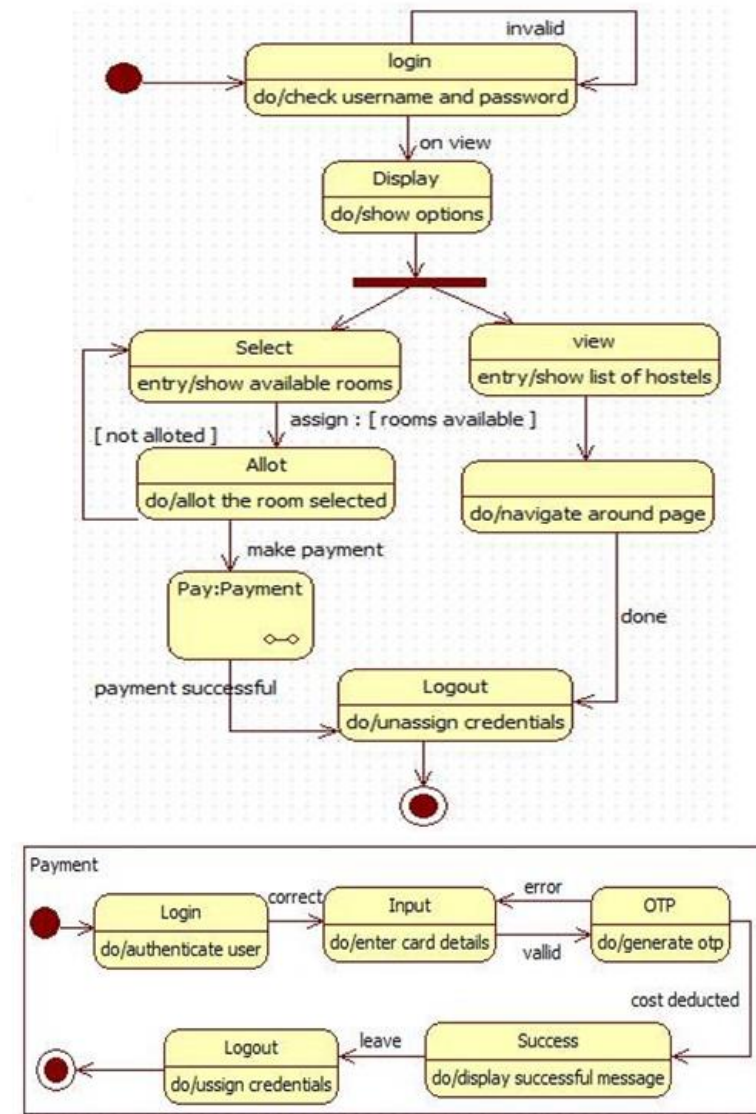 invalid
login
do/check username and password
on view
Display
do/show options
Select
entry/show available rooms
view
entry/show list of hostels
assign : [ rooms available ]
[ not alloted ]
Allot
do/allot the room selected
do/navigate around page
make payment
Pay:Payment
done
payment successful
Logout
do/unassign credentials
Payment
Login
do/authenticate user
correct
Input
do/enter card details
error
vallid
OTP
do/generate otp
cost deducted
Logout
do/ussign credentials
leave
Success
do/display successful message